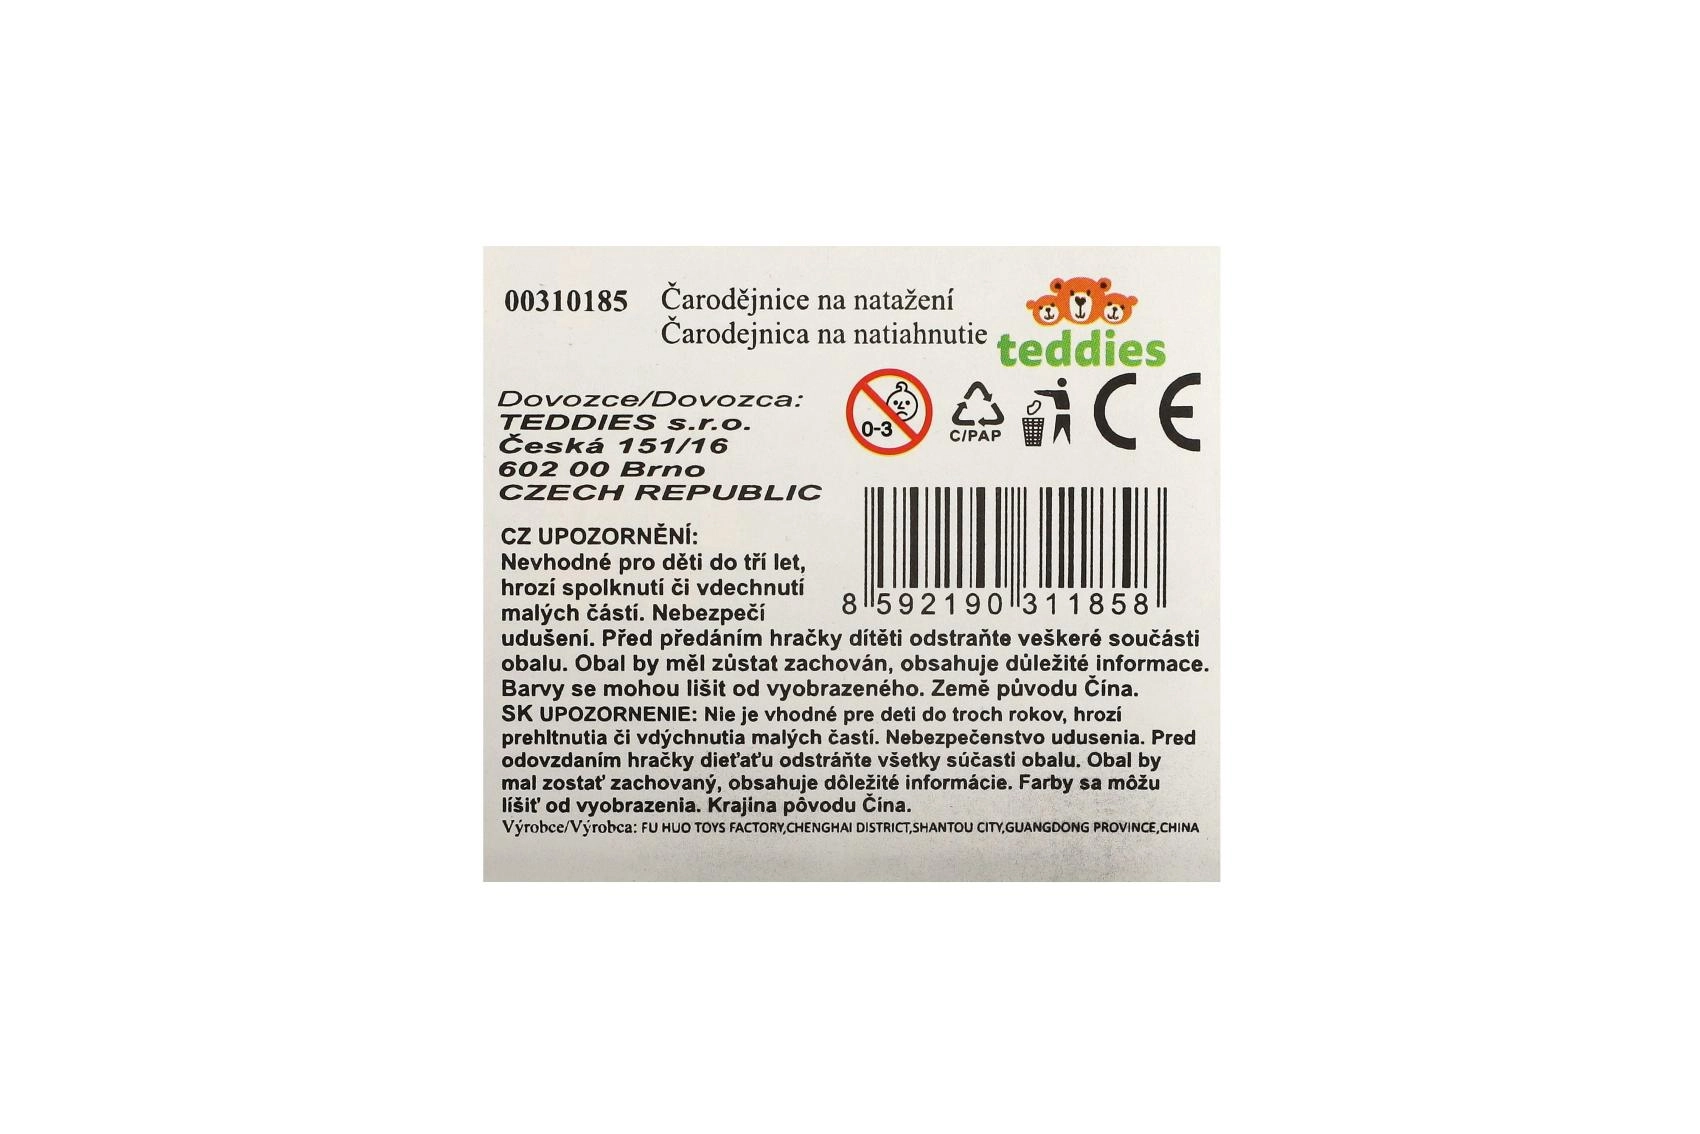 00310185 Čarodějnice na natažení
Čarodejnica na natiahnutie
teddies
Dovozce/Dovozca:
TEDDIES s.r.o.
Česká 151/16
602 00 Brno
CZECH REPUBLIC
0-3
C/PAP
CE
CZ UPOZORNĚNÍ:
Nevhodné pro děti do tří let,
hrozí spolknutí či vdechnutí
malých částí. Nebezpečí
8 592190 311858
udušení. Před předáním hračky dítěti odstraňte veškeré součásti
obalu. Obal by měl zůstat zachován, obsahuje důležité informace.
Barvy se mohou lišit od vyobrazeného. Země původu Čína.
SK UPOZORNENIE: Nie je vhodné pre deti do troch rokov, hrozí
prehltnutia či vdýchnutia malých častí. Nebezpečenstvo udusenia. Pred
odovzdaním hračky dieťaťu odstráňte všetky súčasti obalu. Obal by
mal zostať zachovaný, obsahuje dôležité informácie. Farby sa môžu
líšiť od vyobrazenia. Krajina pôvodu Čína.
Výrobce/Výrobca: FU HUO TOYS FACTORY,CHENGHAI DISTRICT,SHANTOU CITY,GUANGDONG PROVINCE,CHINA